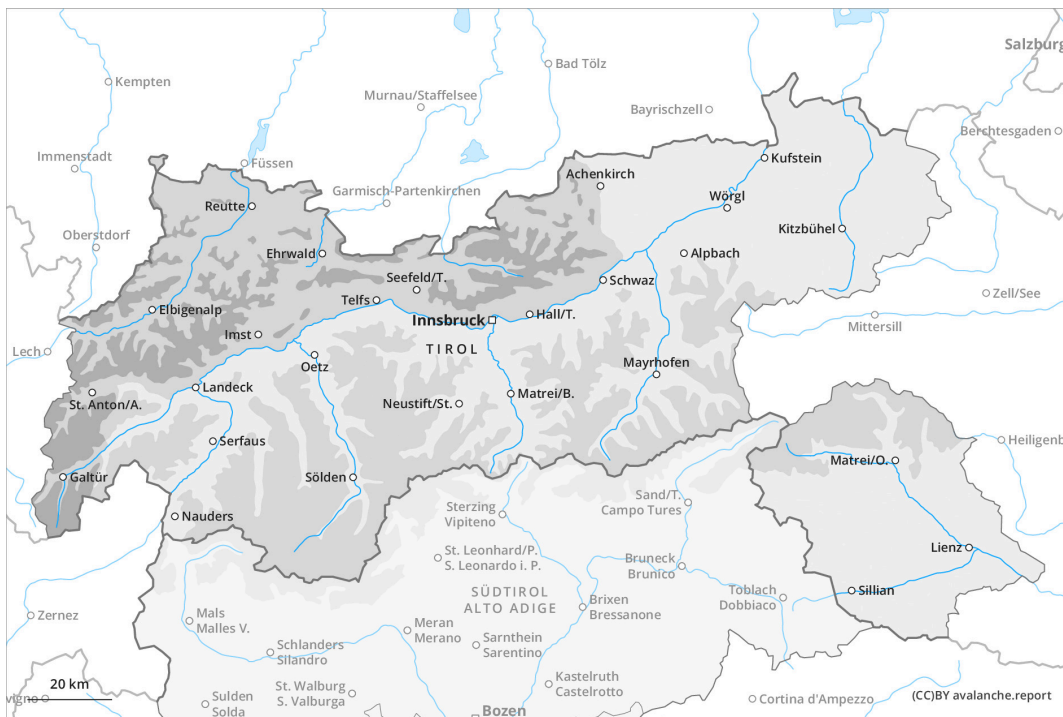 Salzburg
Kempten
Bad Tölz
Murnau/Staffelsee
Bayrischzell
Berchtesgaden
Immenstadt
Füssen
Kufstein
Achenkirch
Garmisch-Partenkirchen
Reutte
Wörgl
Oberstdorf
Kitzbühel
Ehrwald
Alpbach
Seefeld/T.
Schwaz
Zell/See
Telfs
Elbigenalp
Innsbruck
Hall/T.
Mittersill
Imst
TIROL
Lech
Oetz
Mayrhofen
Landeck
St. Anton/A.
Neustift/St.
Matrei/B.
Serfaus
Heiligenb
Matrei/O.
Galtür
Sölden
Sand/T.
Campo Tures
Nauders
Sterzing
Vipiteno
Lienz
St. Leonhard/P.
S. Leonardo i. P.
Bruneck
Brunico
SÜDTIROL
ALTO ADIGE
Sillian
Toblach
Dobbiaco
Zernez
Mals
Malles V.
Brixen
Bressanone
Meran
Merano
Sarnthein
Sarentino
Schlanders
Silandro
Kastelruth
Castelrotto
20 km
St. Walburg
S. Valburga
vigno
Sulden
Solda
Cortina d'Ampezzo
(CC)BY avalanche.report
Bozen